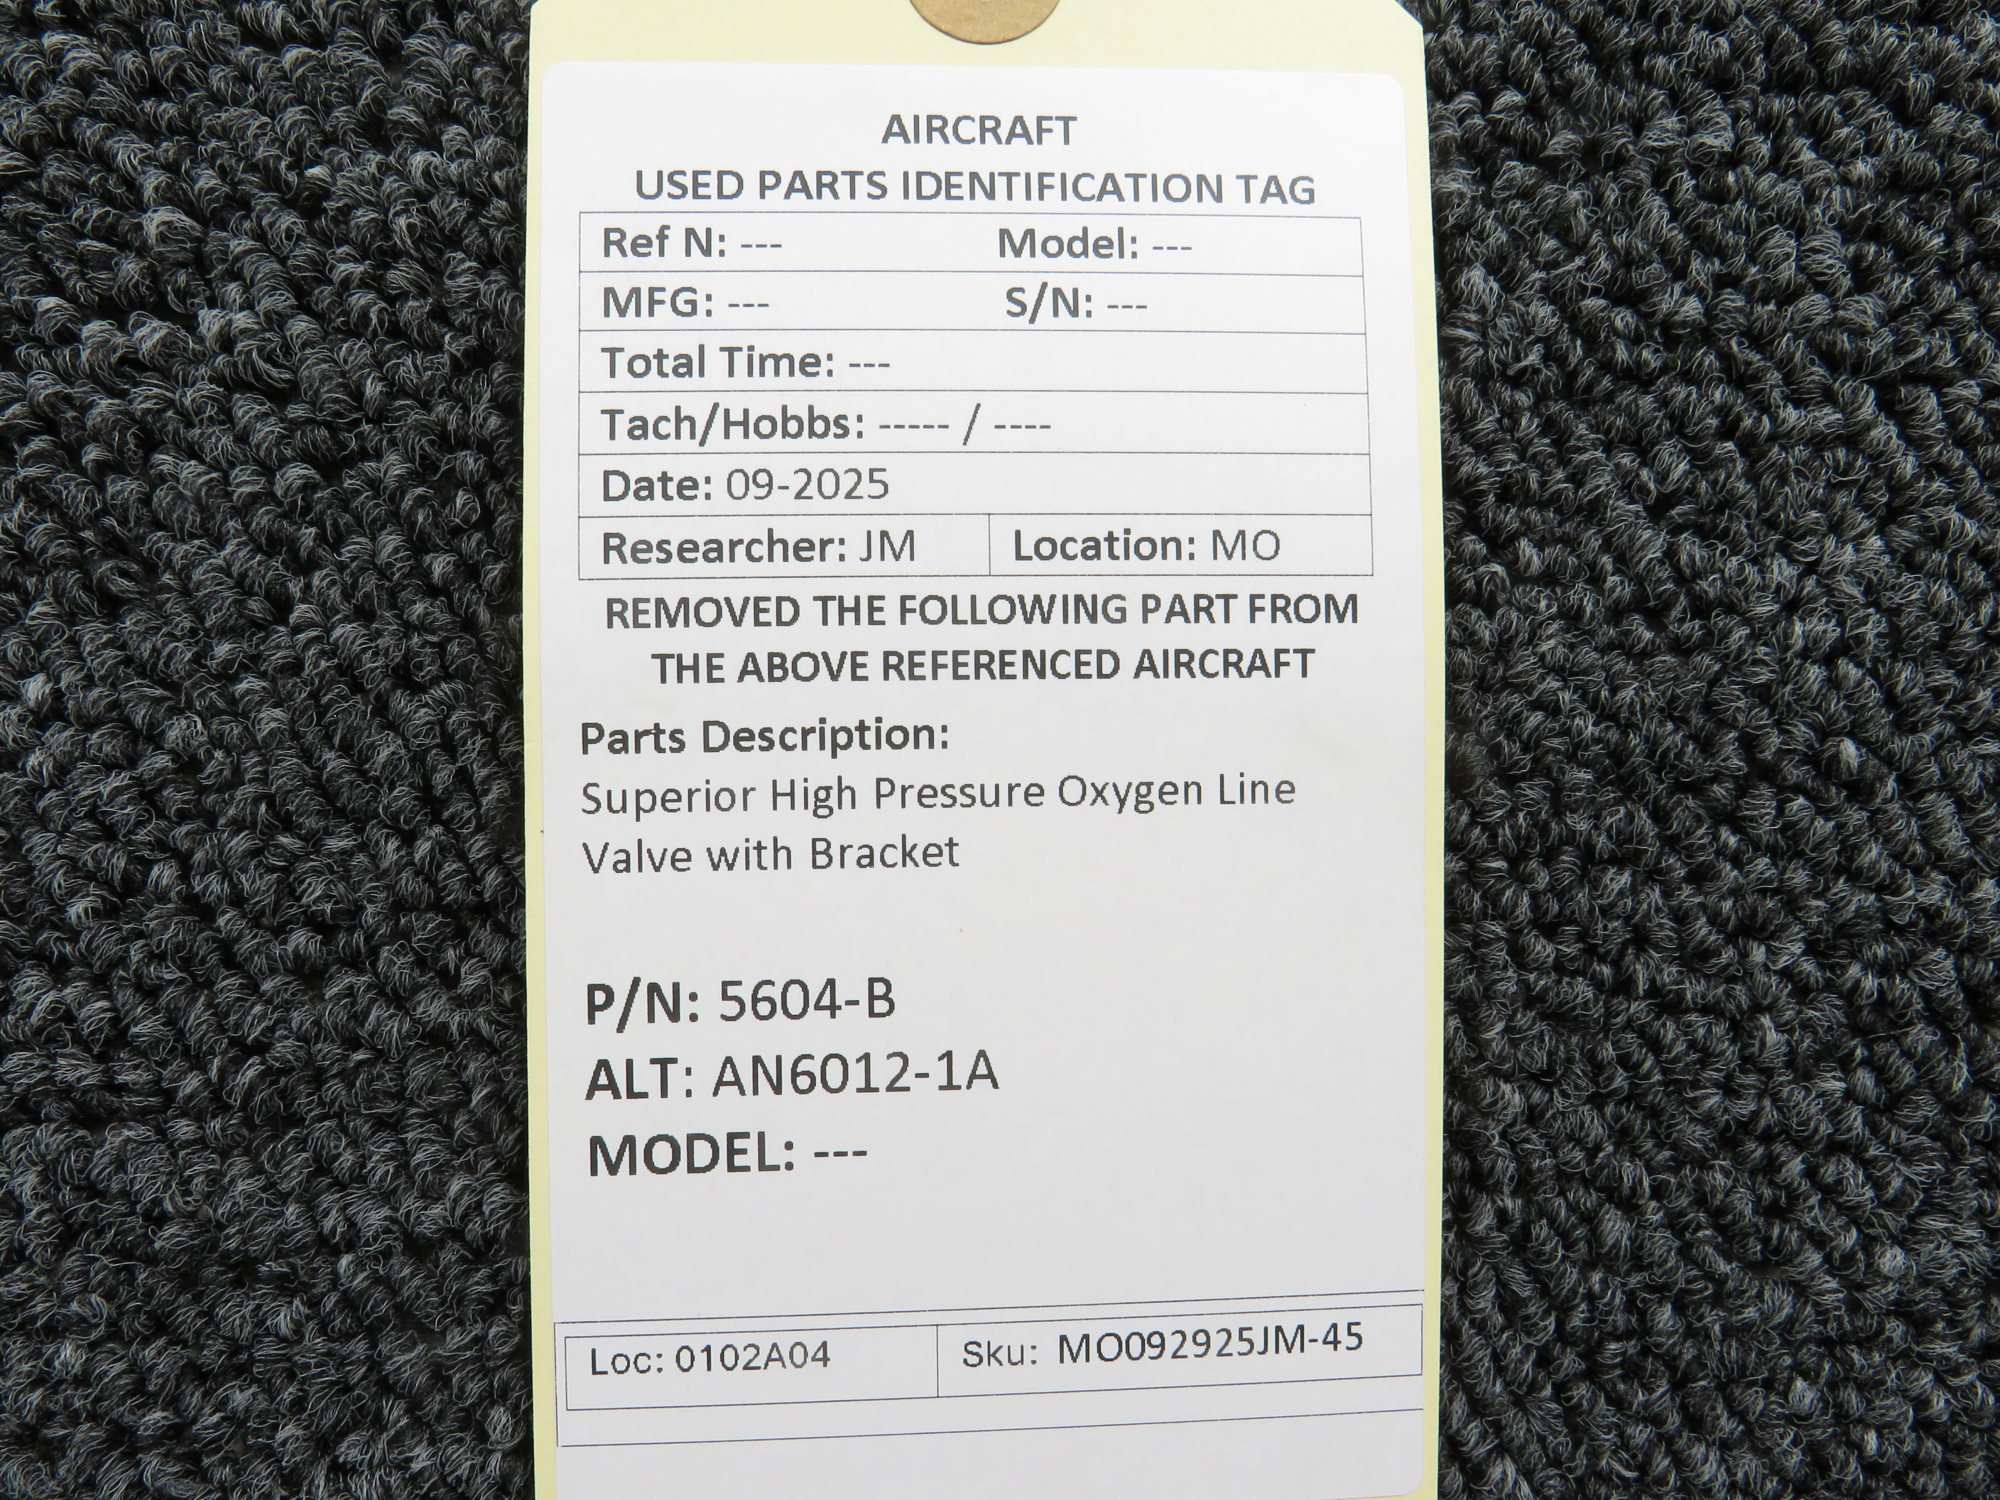 AIRCRAFT
USED PARTS IDENTIFICATION TAG
Ref N: --- Model: ---
MFG: --- S/N: ---
Total Time: ---
Tach/Hobbs: ----- / ----
Date: 09-2025
Researcher: JM Location: MO
REMOVED THE FOLLOWING PART FROM
THE ABOVE REFERENCED AIRCRAFT
Parts Description:
Superior High Pressure Oxygen Line
Valve with Bracket
P/N: 5604-B
ALT: AN6012-1A
MODEL: ---
Loc: 0102A04 Sku: MO092925JM-45